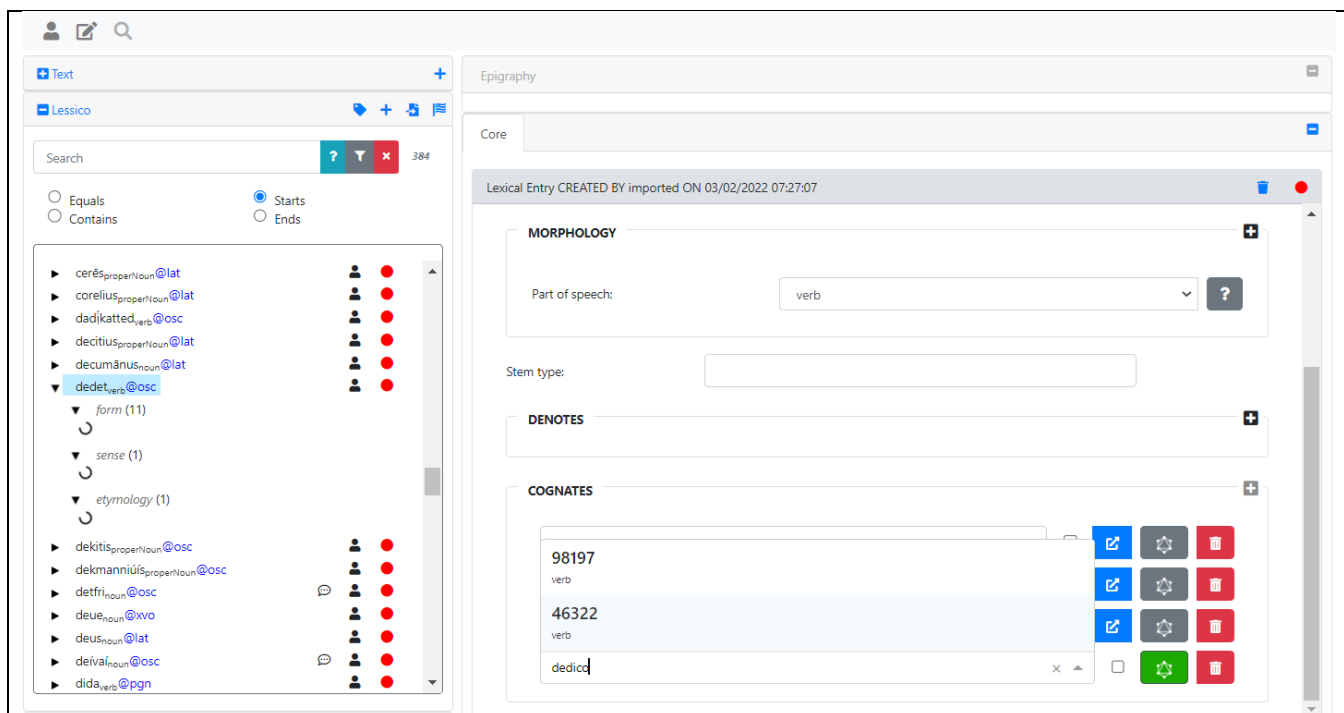 Text
Lessico
Search
384
Equals
Starts
Contains
Ends
cerēsproperNoun@lat
coreliusproperNoun@lat
dadíkattedverb@osc
decitiusproperNoun@lat
decumānusnoun@lat
dedetverb@osc
form (11)
sense (1)
etymology (1)
dekitisproperNoun@osc
dekmanniúísproperNoun@osc
detfrinoun@osc
deuenoun@xvo
deusnoun@lat
deívaínoun@osc
didaverb@pgn
Epigraphy
Core
Lexical Entry CREATED BY imported ON 03/02/2022 07:27:07
MORPHOLOGY
Part of speech:
verb
?
Stem type:
DENOTES
COGNATES
98197
verb
46322
verb
dedico